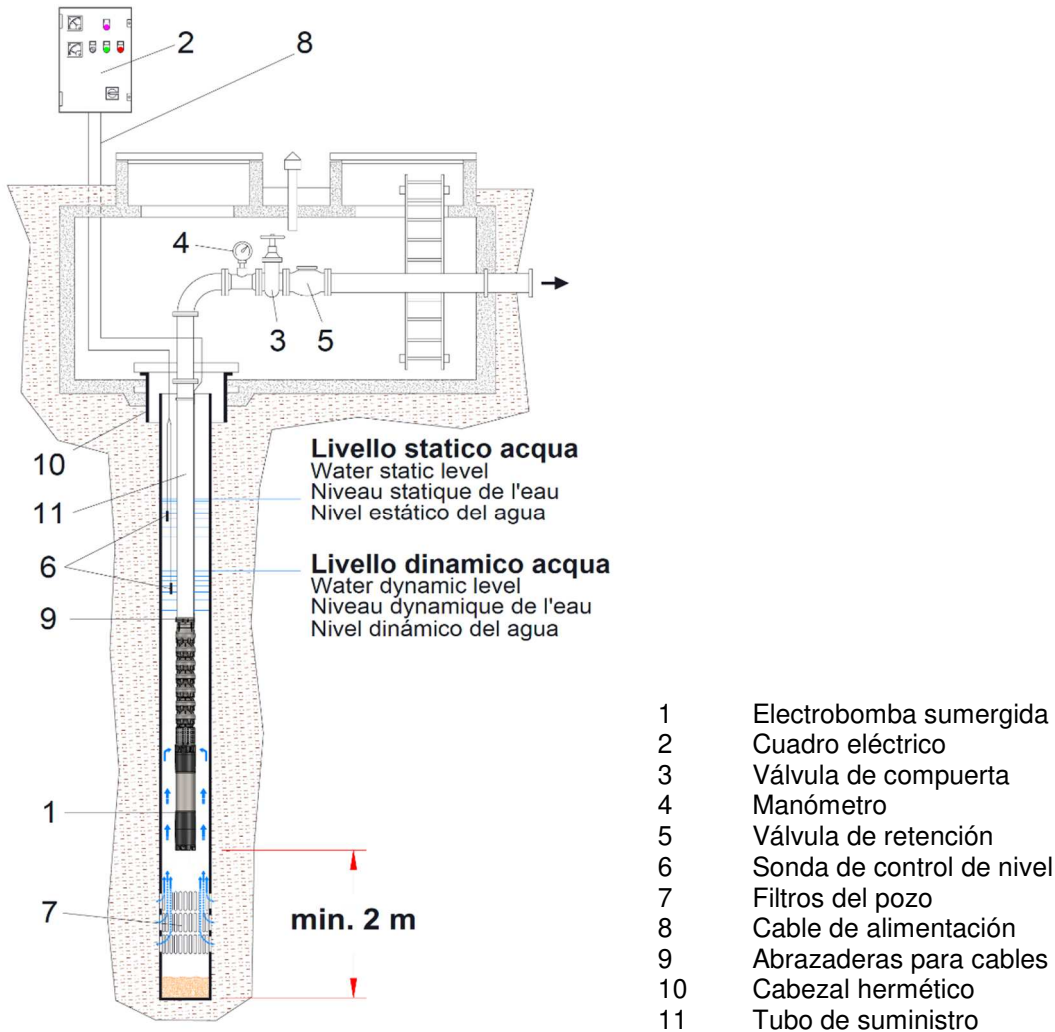 2
8
4
3
5
10
11
6
9
1
7
Livello statico acqua
Water static level
Niveau statique de l'eau
Nivel estático del agua
Livello dinamico acqua
Water dynamic level
Niveau dynamique de l'eau
Nivel dinámico del agua
min. 2 m
1 Electrobomba sumergida
2 Cuadro eléctrico
3 Válvula de compuerta
4 Manómetro
5 Válvula de retención
6 Sonda de control de nivel
7 Filtros del pozo
8 Cable de alimentación
9 Abrazaderas para cables
10 Cabezal hermético
11 Tubo de suministro